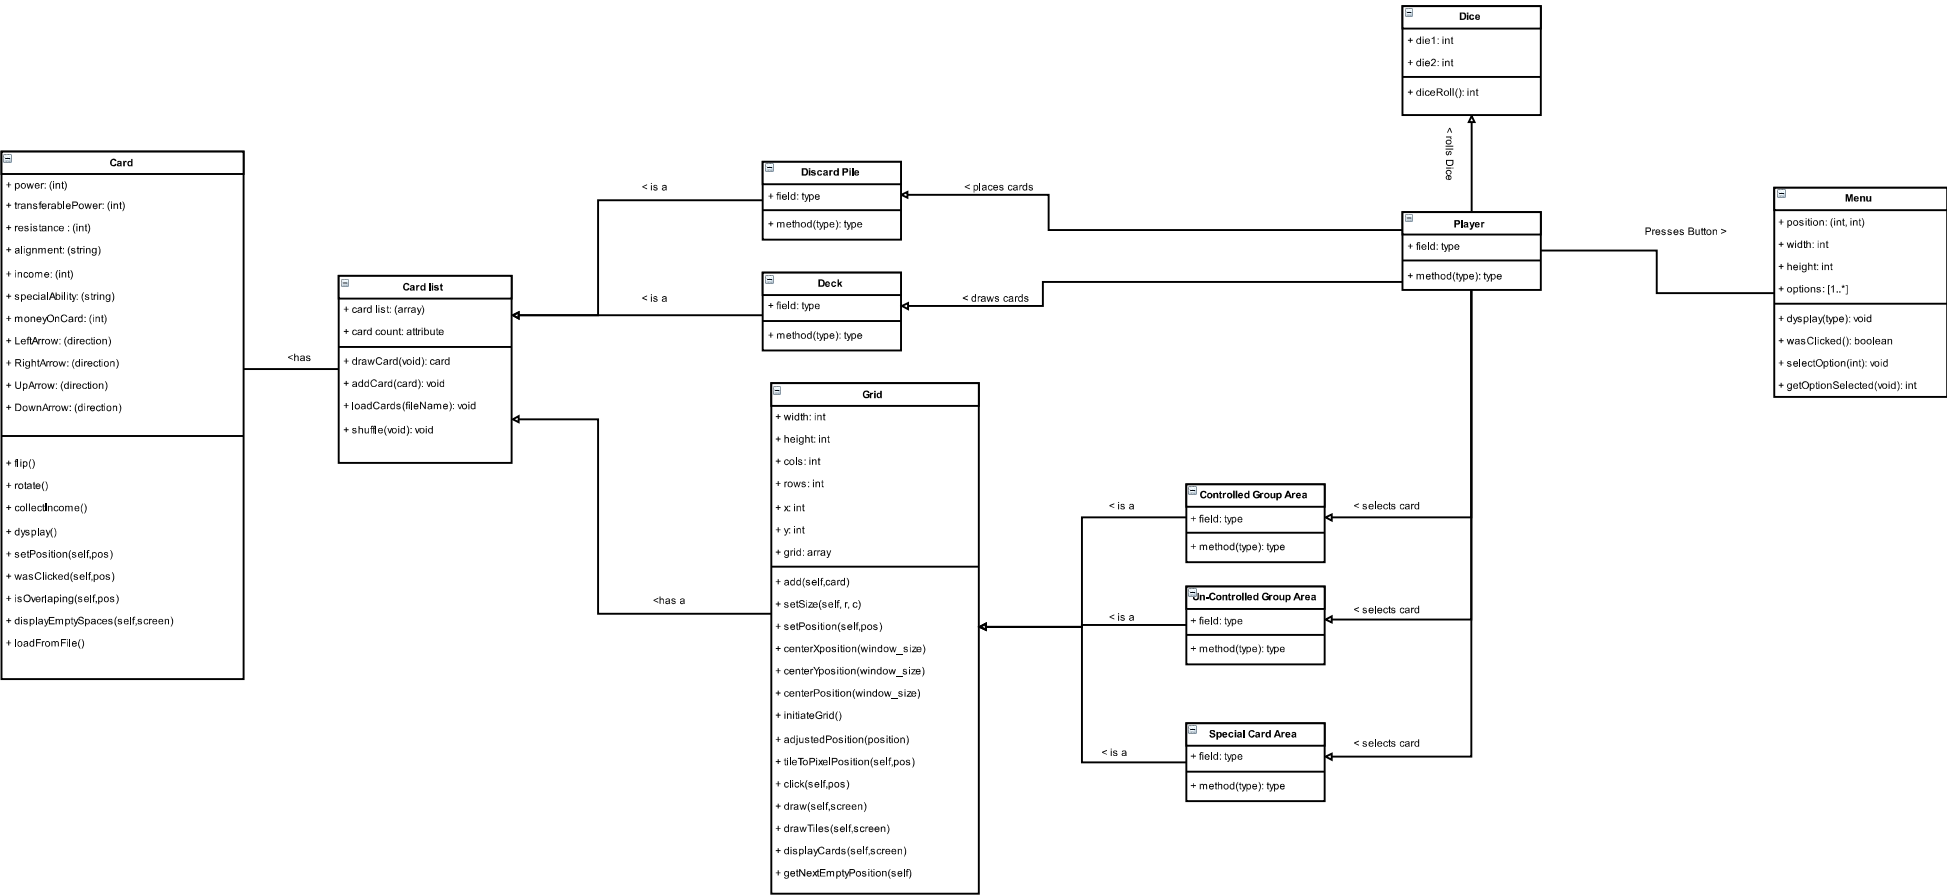 Dice
+ die1: int
+ die2: int
+ diceRoll(): int
< rolls Dice
Card
+ power: (int)
+ transferablePower: (int)
+ resistance : (int)
+ alignment: (string)
+ income: (int)
+ specialAbility: (string)
+ moneyOnCard: (int)
+ LeftArrow: (direction)
+ RightArrow: (direction)
+ UpArrow: (direction)
+ DownArrow: (direction)
+ flip()
+ rotate()
+ collectIncome()
+ dysplay()
+ setPosition(self,pos)
+ wasClicked(self,pos)
+ isOverlaping(self,pos)
+ displayEmptySpaces(self,screen)
+ loadFromFile()
<has
Card list
+ card list: (array)
+ card count: attribute
+ drawCard(void): card
+ addCard(card): void
+ loadCards(fileName): void
+ shuffle(void): void
< is a
< is a
<has a
Discard Pile
+ field: type
+ method(type): type
Deck
+ field: type
+ method(type): type
< places cards
< draws cards
Player
+ field: type
+ method(type): type
Presses Button >
Menu
+ position: (int, int)
+ width: int
+ height: int
+ options: [1..*]
+ dysplay(type): void
+ wasClicked(): boolean
+ selectOption(int): void
+ getOptionSelected(void): int
Grid
+ width: int
+ height: int
+ cols: int
+ rows: int
+ x: int
+ y: int
+ grid: array
+ add(self,card)
+ setSize(self, r, c)
+ setPosition(self,pos)
+ centerXposition(window_size)
+ centerYposition(window_size)
+ centerPosition(window_size)
+ initiateGrid()
+ adjustedPosition(position)
+ tileToPixelPosition(self,pos)
+ click(self,pos)
+ draw(self,screen)
+ drawTiles(self,screen)
+ displayCards(self,screen)
+ getNextEmptyPosition(self)
< is a
< is a
< is a
Controlled Group Area
+ field: type
+ method(type): type
Un-Controlled Group Area
+ field: type
+ method(type): type
Special Card Area
+ field: type
+ method(type): type
< selects card
< selects card
< selects card